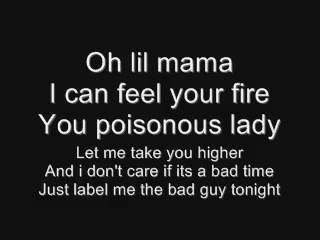 Oh lil mama
I can feel your fire
You poisonous lady
Let me take you higher
And i don't care if its a bad time
Just label me the bad guy tonight